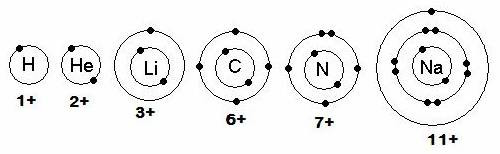 H He Li C N Na
1+ 2+ 3+ 6+ 7+ 11+